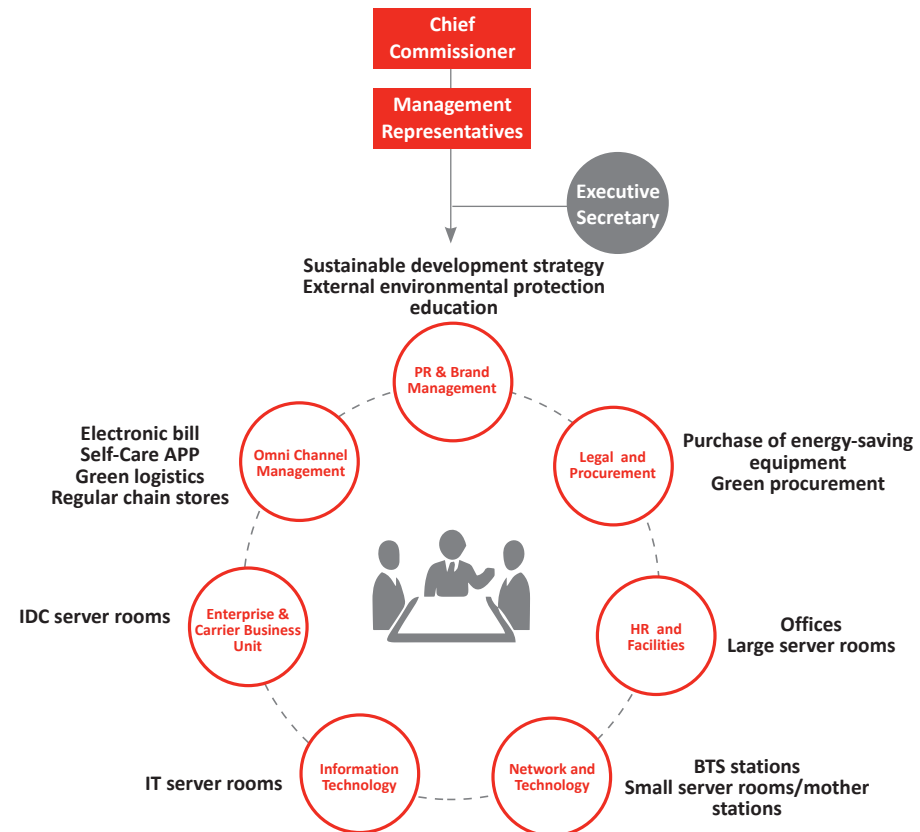 Chief
Commissioner
Management
Representatives
Executive
Secretary
Sustainable development strategy
External environmental protection
education
PR & Brand
Management
Electronic bill
Self-Care APP
Green logistics
Regular chain stores
Omni Channel
Management
Legal and
Procurement
Purchase of energy-saving
equipment
Green procurement
IDC server rooms
Enterprise &
Carrier Business
Unit
HR and
Facilities
Offices
Large server rooms
IT server rooms
Information
Technology
Network and
Technology
BTS stations
Small server rooms/mother
stations